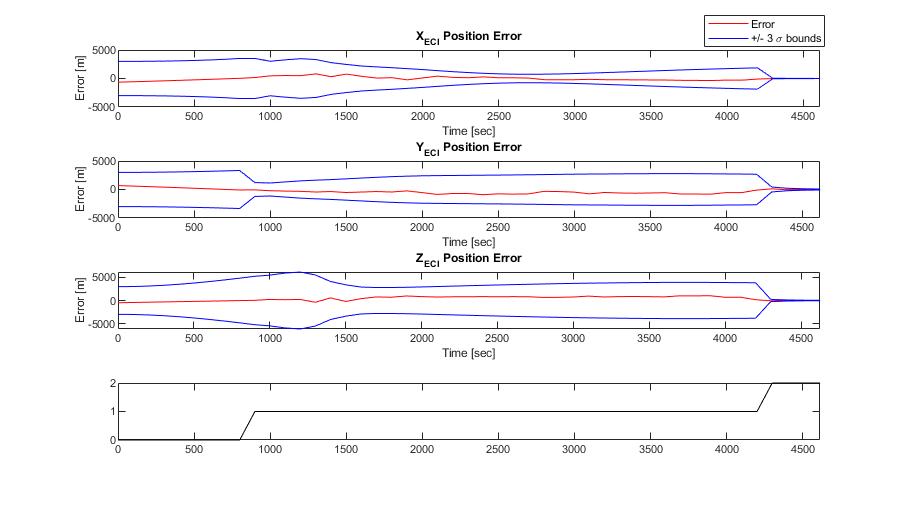 Error
+/- 3 σ bounds
X_ECI Position Error
Error [m]
5000
0
-5000
0 500 1000 1500 2000 2500 3000 3500 4000 4500
Time [sec]
Y_ECI Position Error
Error [m]
5000
0
-5000
0 500 1000 1500 2000 2500 3000 3500 4000 4500
Time [sec]
Z_ECI Position Error
Error [m]
5000
0
-5000
0 500 1000 1500 2000 2500 3000 3500 4000 4500
Time [sec]
2
1
0
0 500 1000 1500 2000 2500 3000 3500 4000 4500